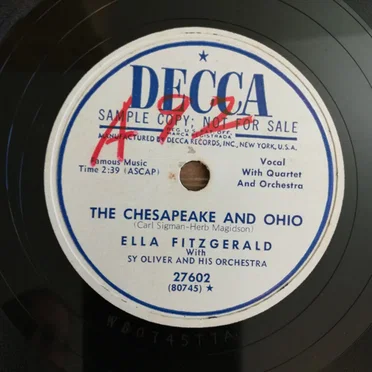 DECCA
SAMPLE COPY; NOT FOR SALE
MANUFACTURED BY DECCA RECORDS, INC., NEW YORK, U.S.A.
Famous Music
Time 2:39 (ASCAP)
Vocal
With Quartet
And Orchestra
THE CHESAPEAKE AND OHIO
(Carl Sigman-Herb Magidson)
ELLA FITZGERALD
With
SY OLIVER AND HIS ORCHESTRA
27602
(80745) ★